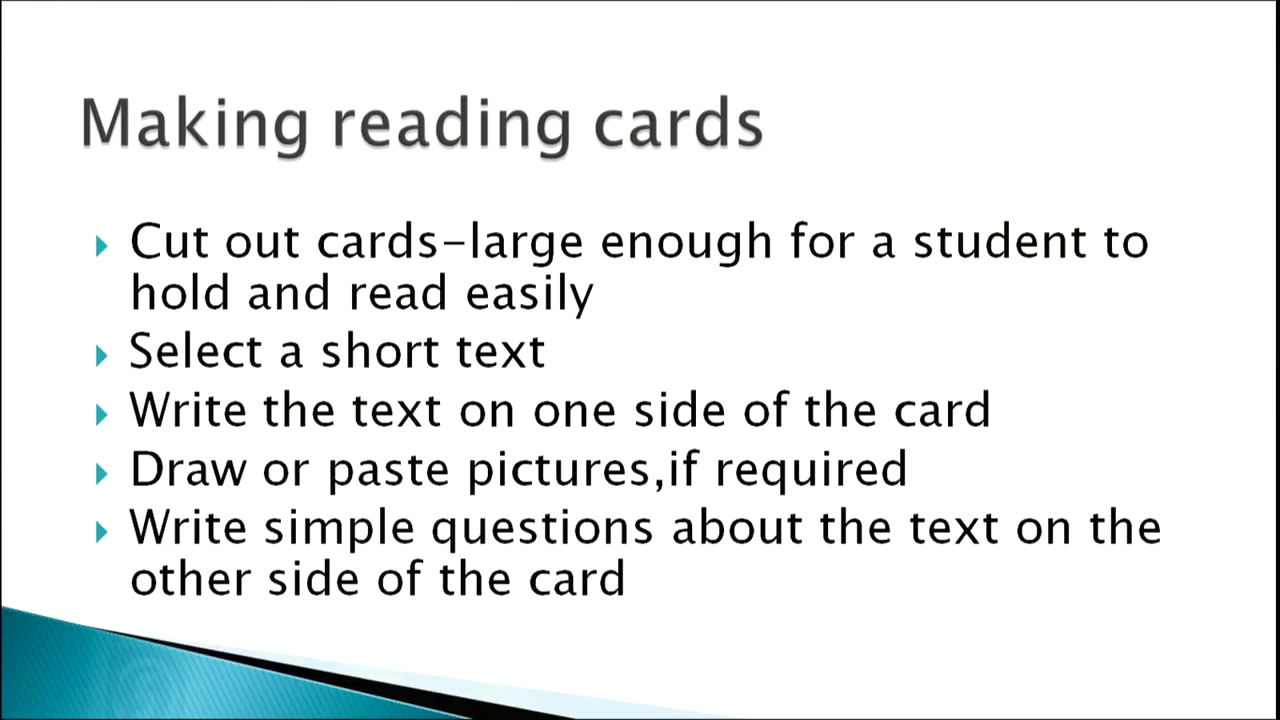 Making reading cards
Cut out cards-large enough for a student to
hold and read easily
Select a short text
Write the text on one side of the card
Draw or paste pictures,if required
Write simple questions about the text on the
other side of the card